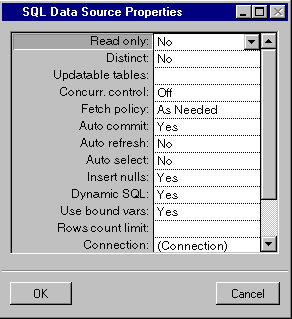 SQL Data Source Properties
Read only: No
Distinct: No
Updatable tables:
Concurr. control: Off
Fetch policy: As Needed
Auto commit: Yes
Auto refresh: No
Auto select: No
Insert nulls: Yes
Dynamic SQL: Yes
Use bound vars: Yes
Rows count limit:
Connection: (Connection)
OK Cancel